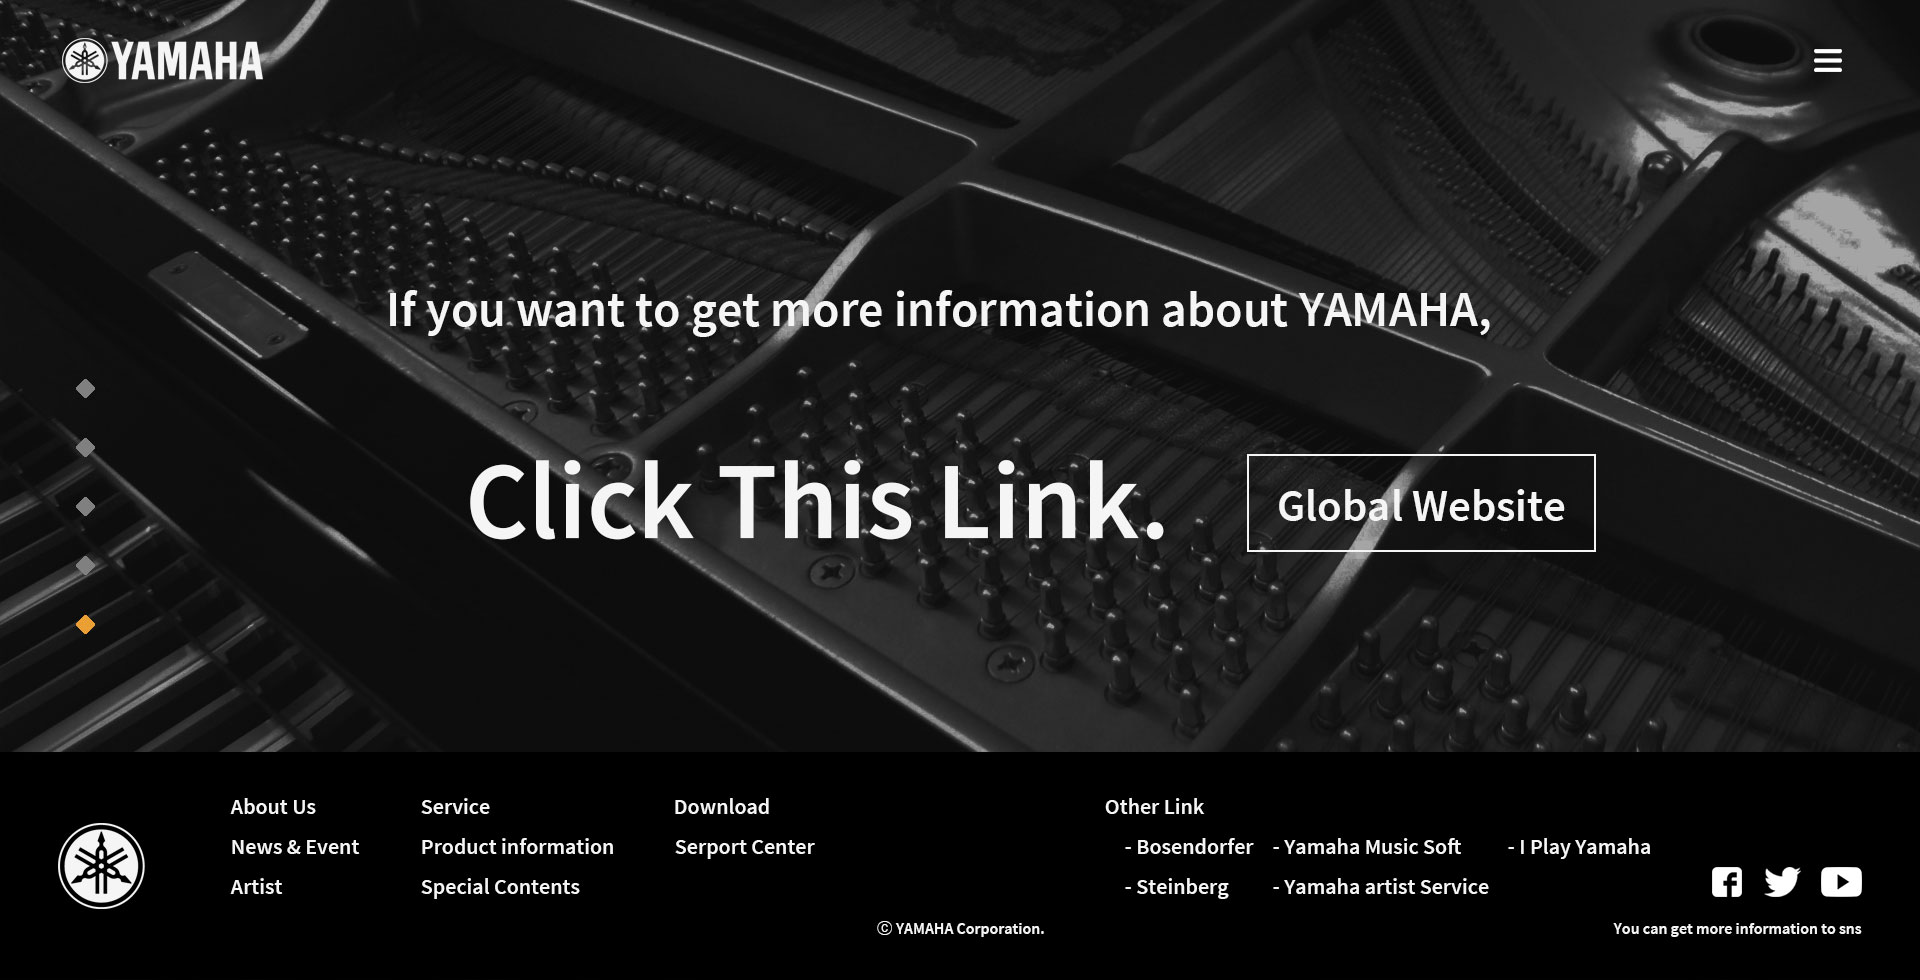 YAMAHA
If you want to get more information about YAMAHA,
Click This Link.
Global Website
About Us
News & Event
Artist
Service
Product information
Special Contents
Download
Serport Center
Other Link
- Bosendorfer - Yamaha Music Soft - I Play Yamaha
- Steinberg - Yamaha artist Service
Ⓒ YAMAHA Corporation.
You can get more information to sns